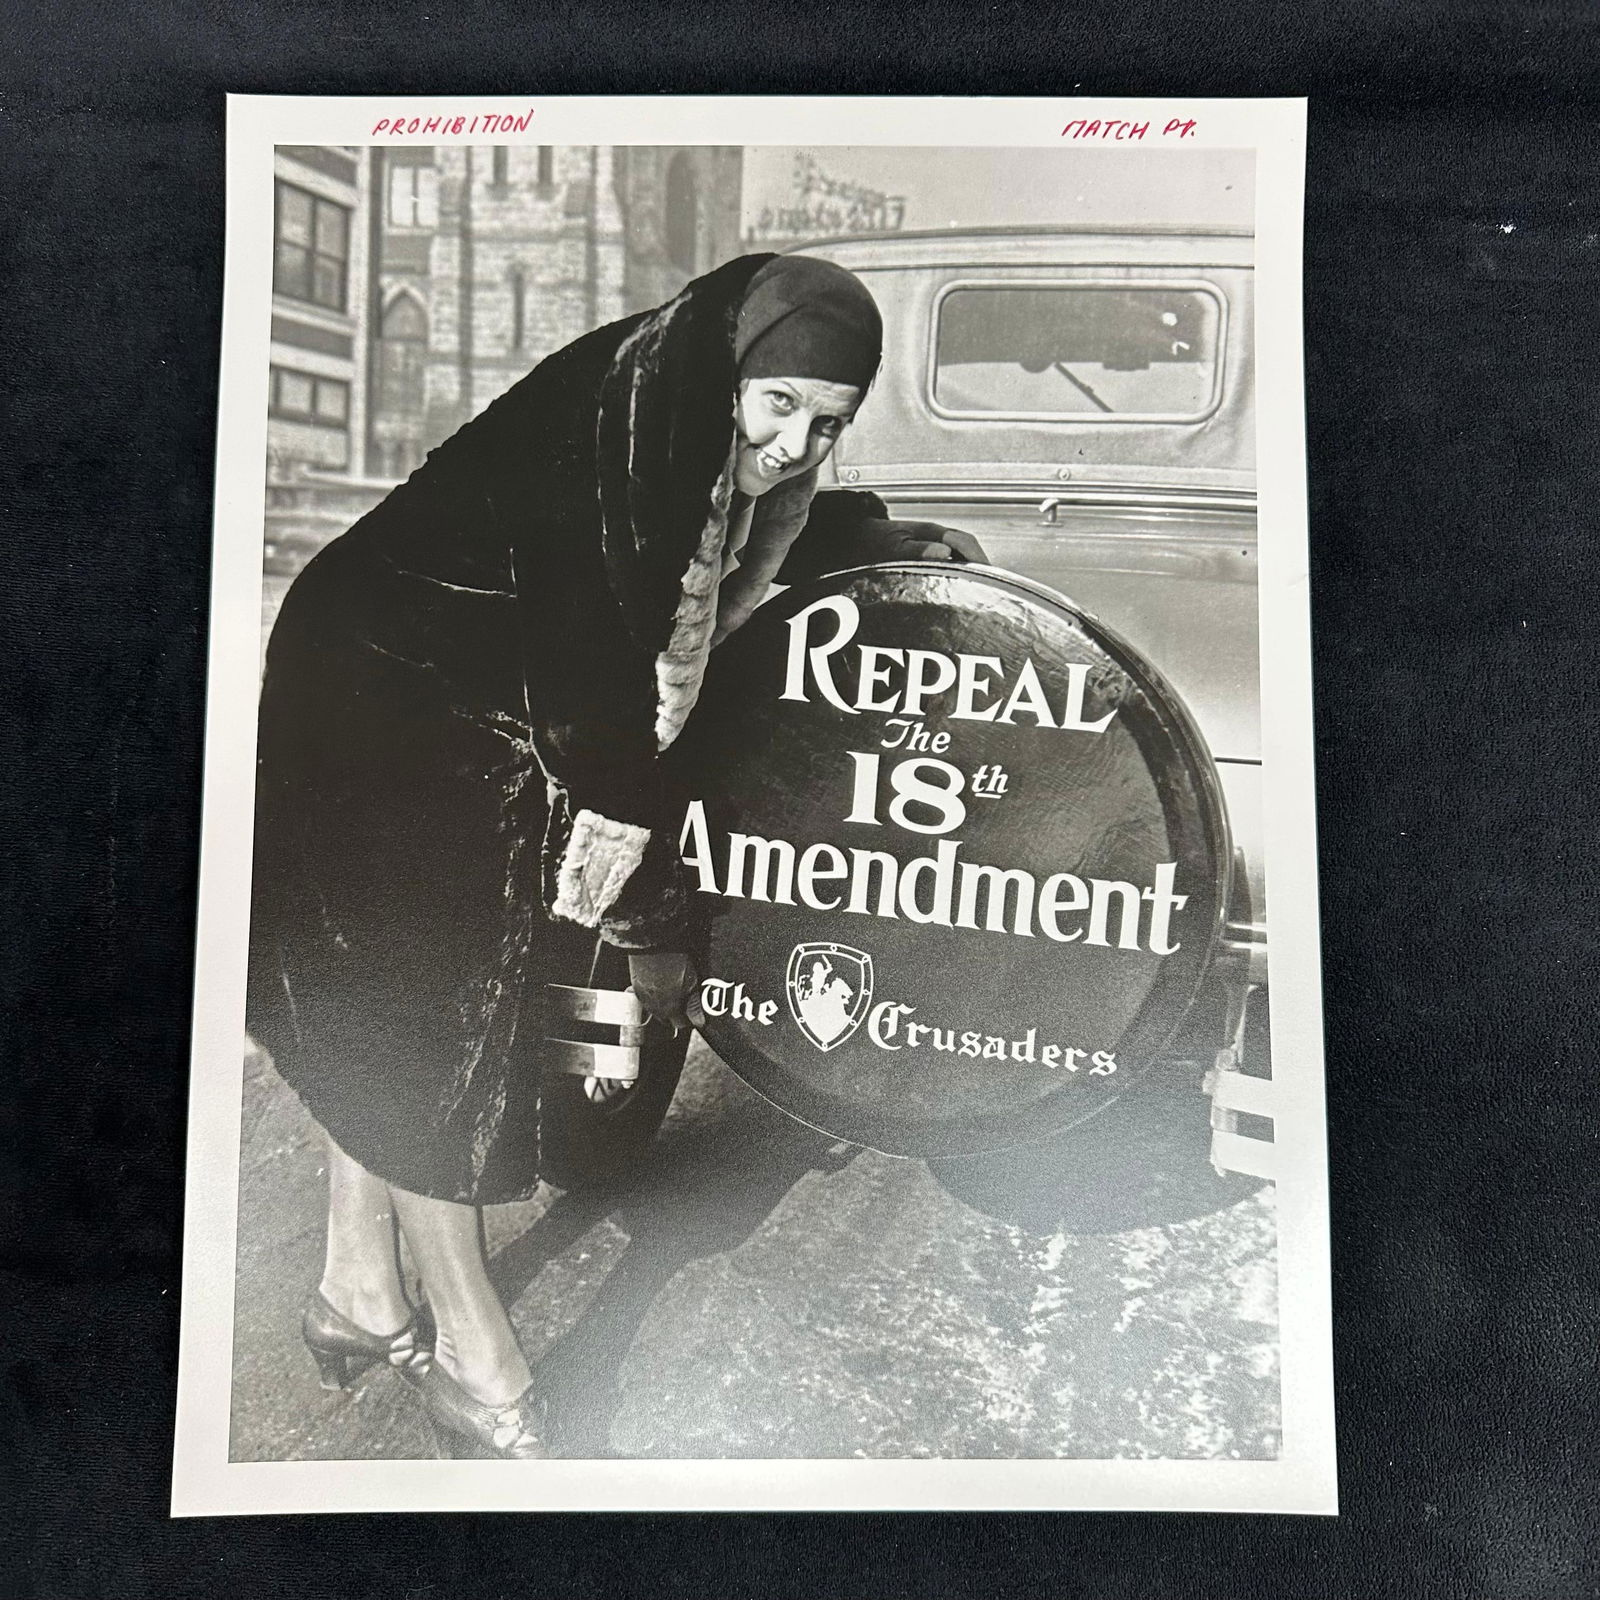 PROHIBITION
MATCH PT.
REPEAL
The
18th
Amendment
The Crusaders